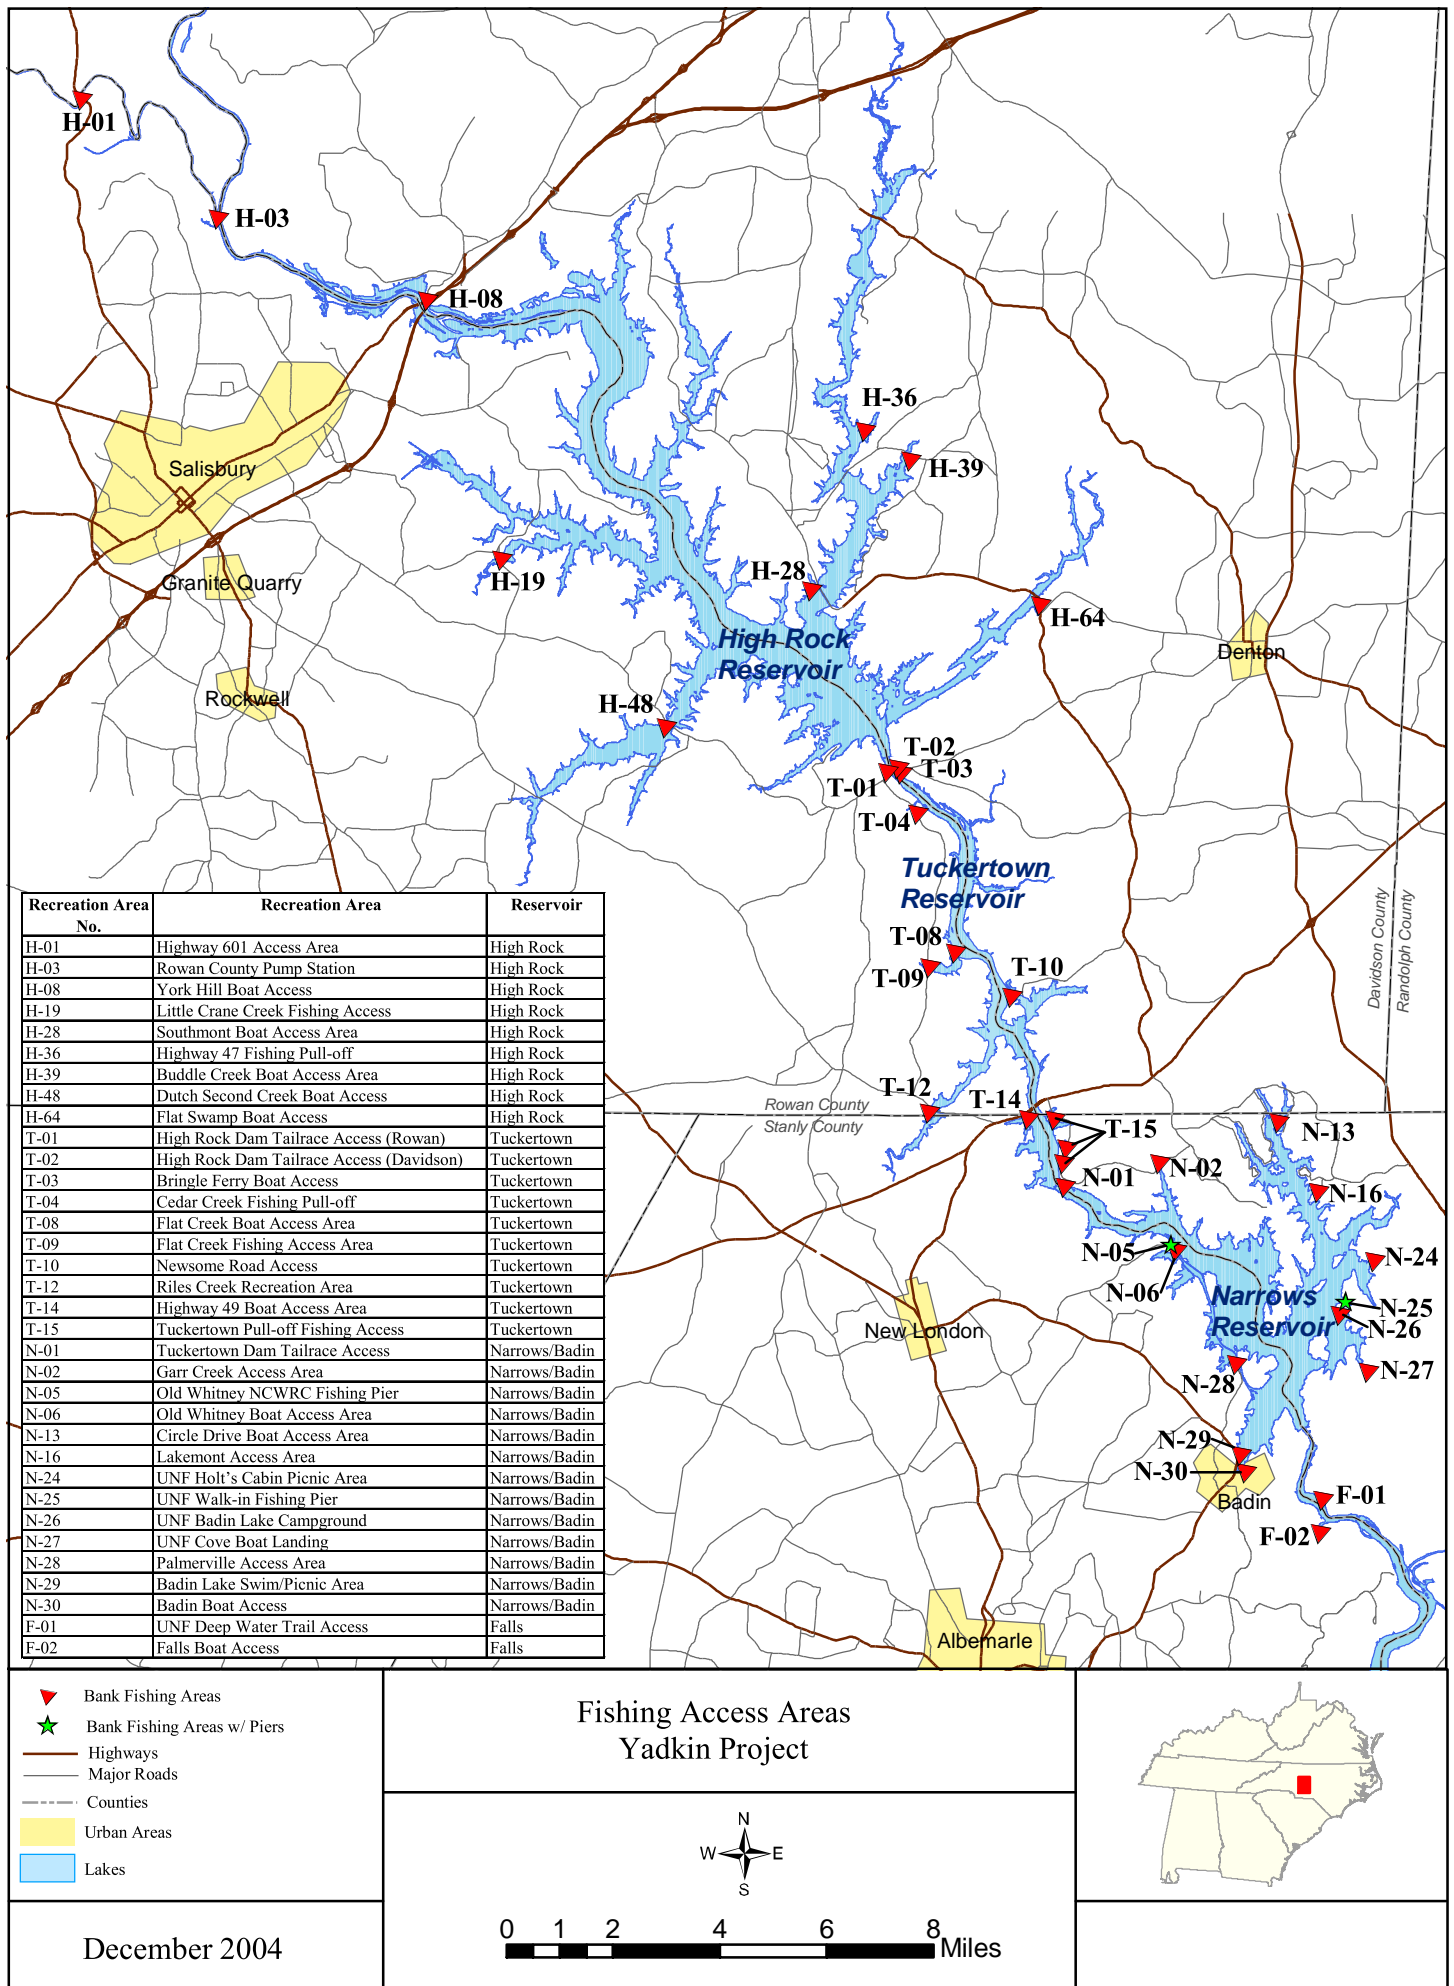 H-01
H-03
H-08
H-36
H-39
Salisbury
H-19
Granite Quarry
H-28
H-64
High Rock
Reservoir
Denton
Rockwell
H-48
T-02
T-03
T-01
T-04
Tuckertown
Reservoir
T-08
T-09
T-10
Davidson County
Randolph County
T-12
T-14
Rowan County
Stanly County
T-15
N-13
N-02
N-01
N-16
N-05
N-24
N-06
Narrows
Reservoir
N-25
N-26
New London
N-27
N-28
N-29
N-30
Badin
F-01
F-02
Albemarle
Recreation Area No. Recreation Area Reservoir
H-01 Highway 601 Access Area High Rock
H-03 Rowan County Pump Station High Rock
H-08 York Hill Boat Access High Rock
H-19 Little Crane Creek Fishing Access High Rock
H-28 Southmont Boat Access Area High Rock
H-36 Highway 47 Fishing Pull-off High Rock
H-39 Buddle Creek Boat Access Area High Rock
H-48 Dutch Second Creek Boat Access High Rock
H-64 Flat Swamp Boat Access High Rock
T-01 High Rock Dam Tailrace Access (Rowan) Tuckertown
T-02 High Rock Dam Tailrace Access (Davidson) Tuckertown
T-03 Bringle Ferry Boat Access Tuckertown
T-04 Cedar Creek Fishing Pull-off Tuckertown
T-08 Flat Creek Boat Access Area Tuckertown
T-09 Flat Creek Fishing Access Area Tuckertown
T-10 Newsome Road Access Tuckertown
T-12 Riles Creek Recreation Area Tuckertown
T-14 Highway 49 Boat Access Area Tuckertown
T-15 Tuckertown Pull-off Fishing Access Tuckertown
N-01 Tuckertown Dam Tailrace Access Narrows/Badin
N-02 Garr Creek Access Area Narrows/Badin
N-05 Old Whitney NCWRC Fishing Pier Narrows/Badin
N-06 Old Whitney Boat Access Area Narrows/Badin
N-13 Circle Drive Boat Access Area Narrows/Badin
N-16 Lakemont Access Area Narrows/Badin
N-24 UNF Holt's Cabin Picnic Area Narrows/Badin
N-25 UNF Walk-in Fishing Pier Narrows/Badin
N-26 UNF Badin Lake Campground Narrows/Badin
N-27 UNF Cove Boat Landing Narrows/Badin
N-28 Palmerville Access Area Narrows/Badin
N-29 Badin Lake Swim/Picnic Area Narrows/Badin
N-30 Badin Boat Access Narrows/Badin
F-01 UNF Deep Water Trail Access Falls
F-02 Falls Boat Access Falls
Bank Fishing Areas
Bank Fishing Areas w/ Piers
Highways
Major Roads
Counties
Urban Areas
Lakes
December 2004
Fishing Access Areas
Yadkin Project
N
W E
S
0 1 2 4 6 8
Miles